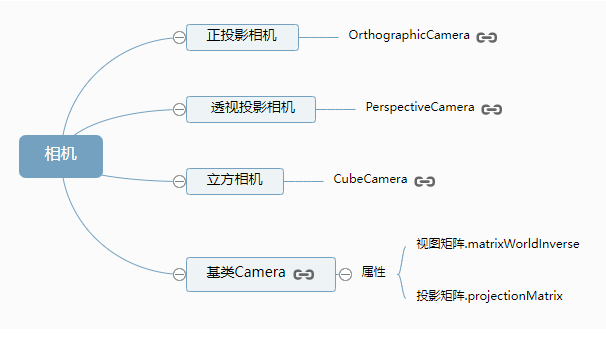 正投影相机
OrthographicCamera
透视投影相机
PerspectiveCamera
相机
立方相机
CubeCamera
基类Camera
属性
视图矩阵.matrixWorldInverse
投影矩阵.projectionMatrix